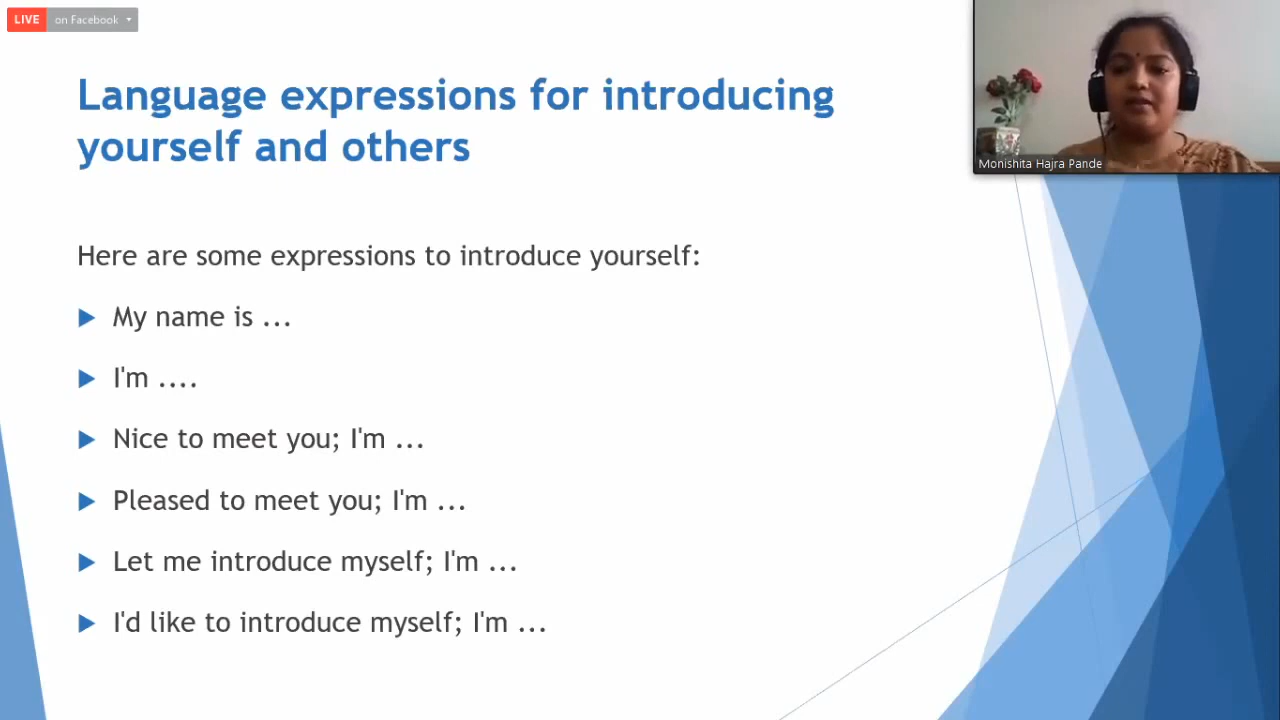 LIVE on Facebook
Language expressions for introducing
yourself and others
Monishita Hajra Pande
Here are some expressions to introduce yourself:
My name is ...
I'm ....
Nice to meet you; I'm ...
Pleased to meet you; I'm ...
Let me introduce myself; I'm ...
I'd like to introduce myself; I'm ...